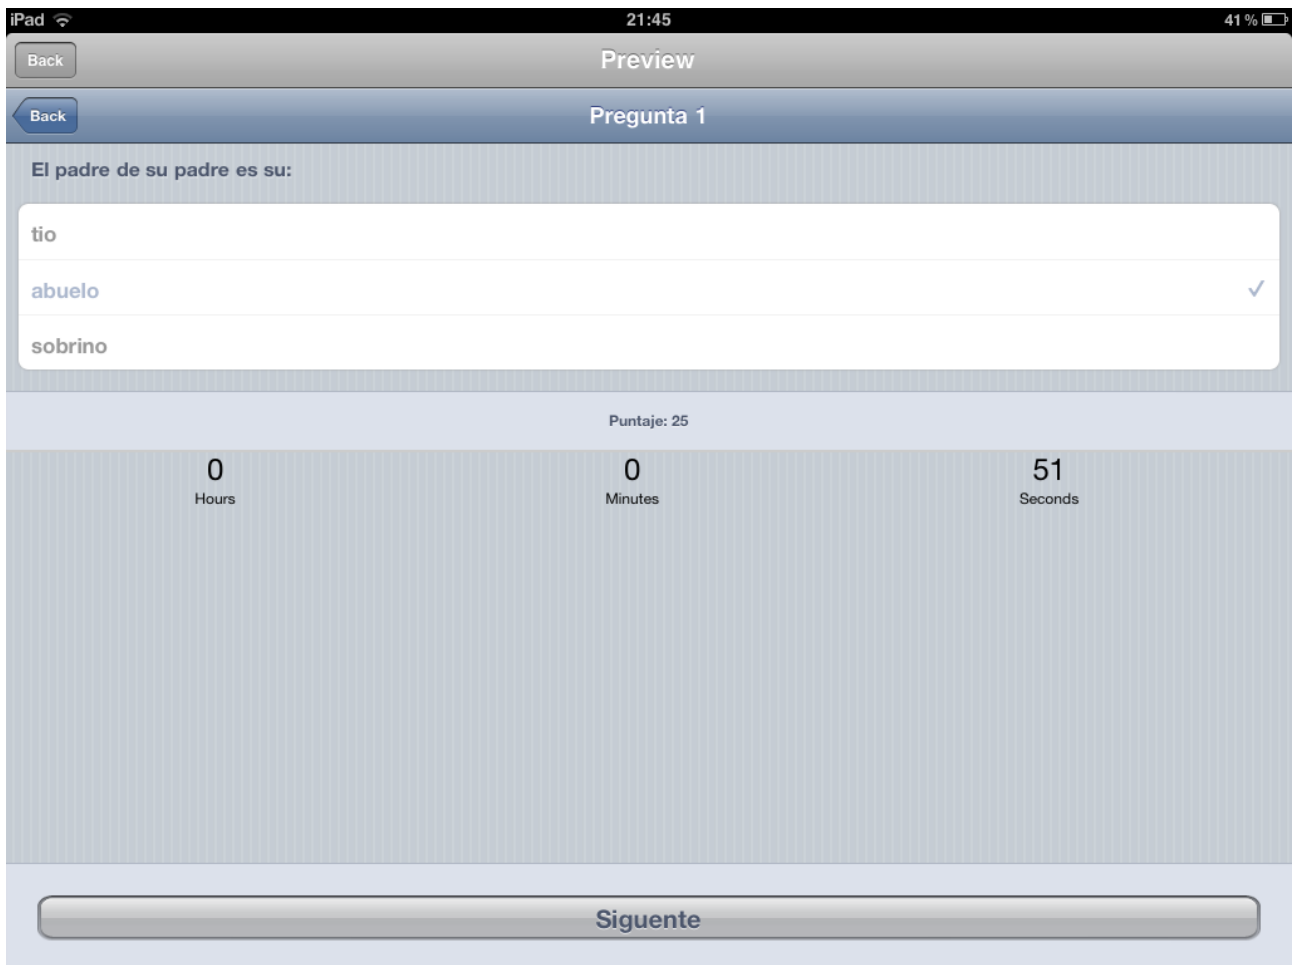 iPad 21:45 41 %
Back Preview
Back Pregunta 1
El padre de su padre es su:
tio
abuelo
sobrino
Puntaje: 25
0 0 51
Hours Minutes Seconds
Siguente